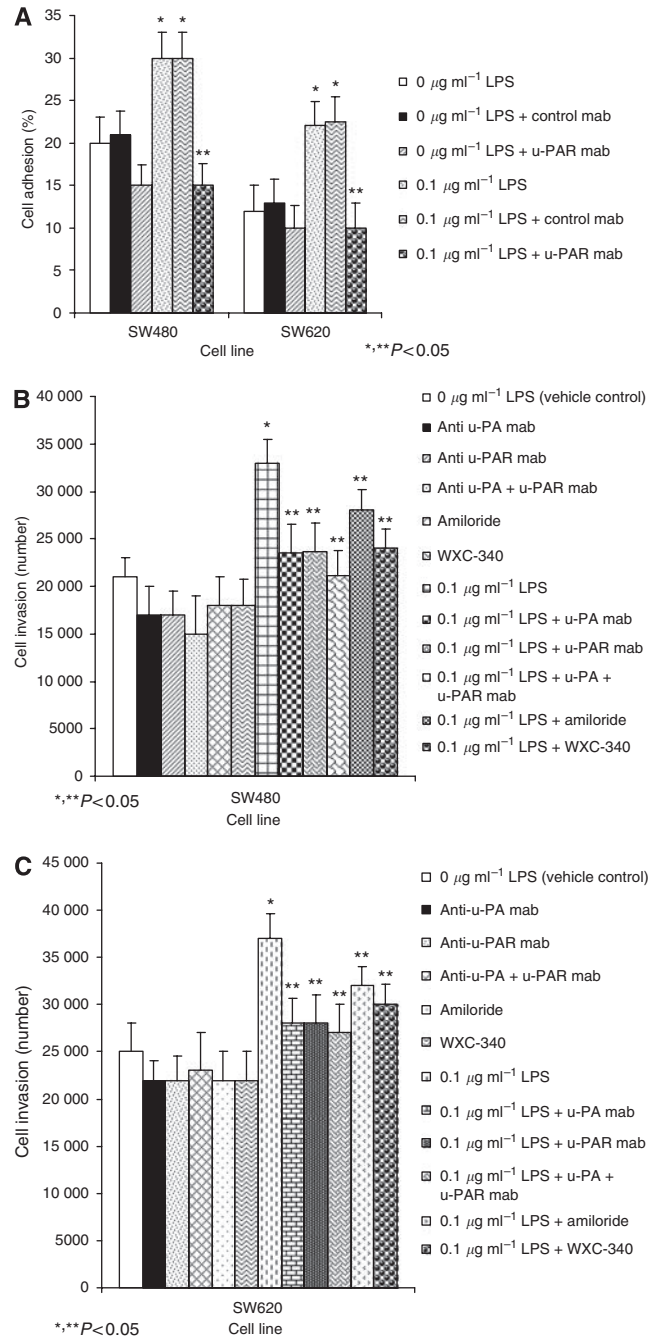 A
35
30
25
20
15
10
5
0
Cell adhesion (%)
* *
**
* *
**
SW480 SW620
Cell line
*,**P<0.05
0 µg ml⁻¹ LPS
0 µg ml⁻¹ LPS + control mab
0 µg ml⁻¹ LPS + u-PAR mab
0.1 µg ml⁻¹ LPS
0.1 µg ml⁻¹ LPS + control mab
0.1 µg ml⁻¹ LPS + u-PAR mab
B
40 000
35 000
30 000
25 000
20 000
15 000
10 000
5000
0
Cell invasion (number)
*
** ** ** ** **
*,**P<0.05
SW480
Cell line
0 µg ml⁻¹ LPS (vehicle control)
Anti u-PA mab
Anti u-PAR mab
Anti u-PA + u-PAR mab
Amiloride
WXC-340
0.1 µg ml⁻¹ LPS
0.1 µg ml⁻¹ LPS + u-PA mab
0.1 µg ml⁻¹ LPS + u-PAR mab
0.1 µg ml⁻¹ LPS + u-PA +
u-PAR mab
0.1 µg ml⁻¹ LPS + amiloride
0.1 µg ml⁻¹ LPS + WXC-340
C
45 000
40 000
35 000
30 000
25 000
20 000
15 000
10 000
5000
0
Cell invasion (number)
*
** ** ** ** **
*,**P<0.05
SW620
Cell line
0 µg ml⁻¹ LPS (vehicle control)
Anti-u-PA mab
Anti-u-PAR mab
Anti-u-PA + u-PAR mab
Amiloride
WXC-340
0.1 µg ml⁻¹ LPS
0.1 µg ml⁻¹ LPS + u-PA mab
0.1 µg ml⁻¹ LPS + u-PAR mab
0.1 µg ml⁻¹ LPS + u-PA +
u-PAR mab
0.1 µg ml⁻¹ LPS + amiloride
0.1 µg ml⁻¹ LPS + WXC-340